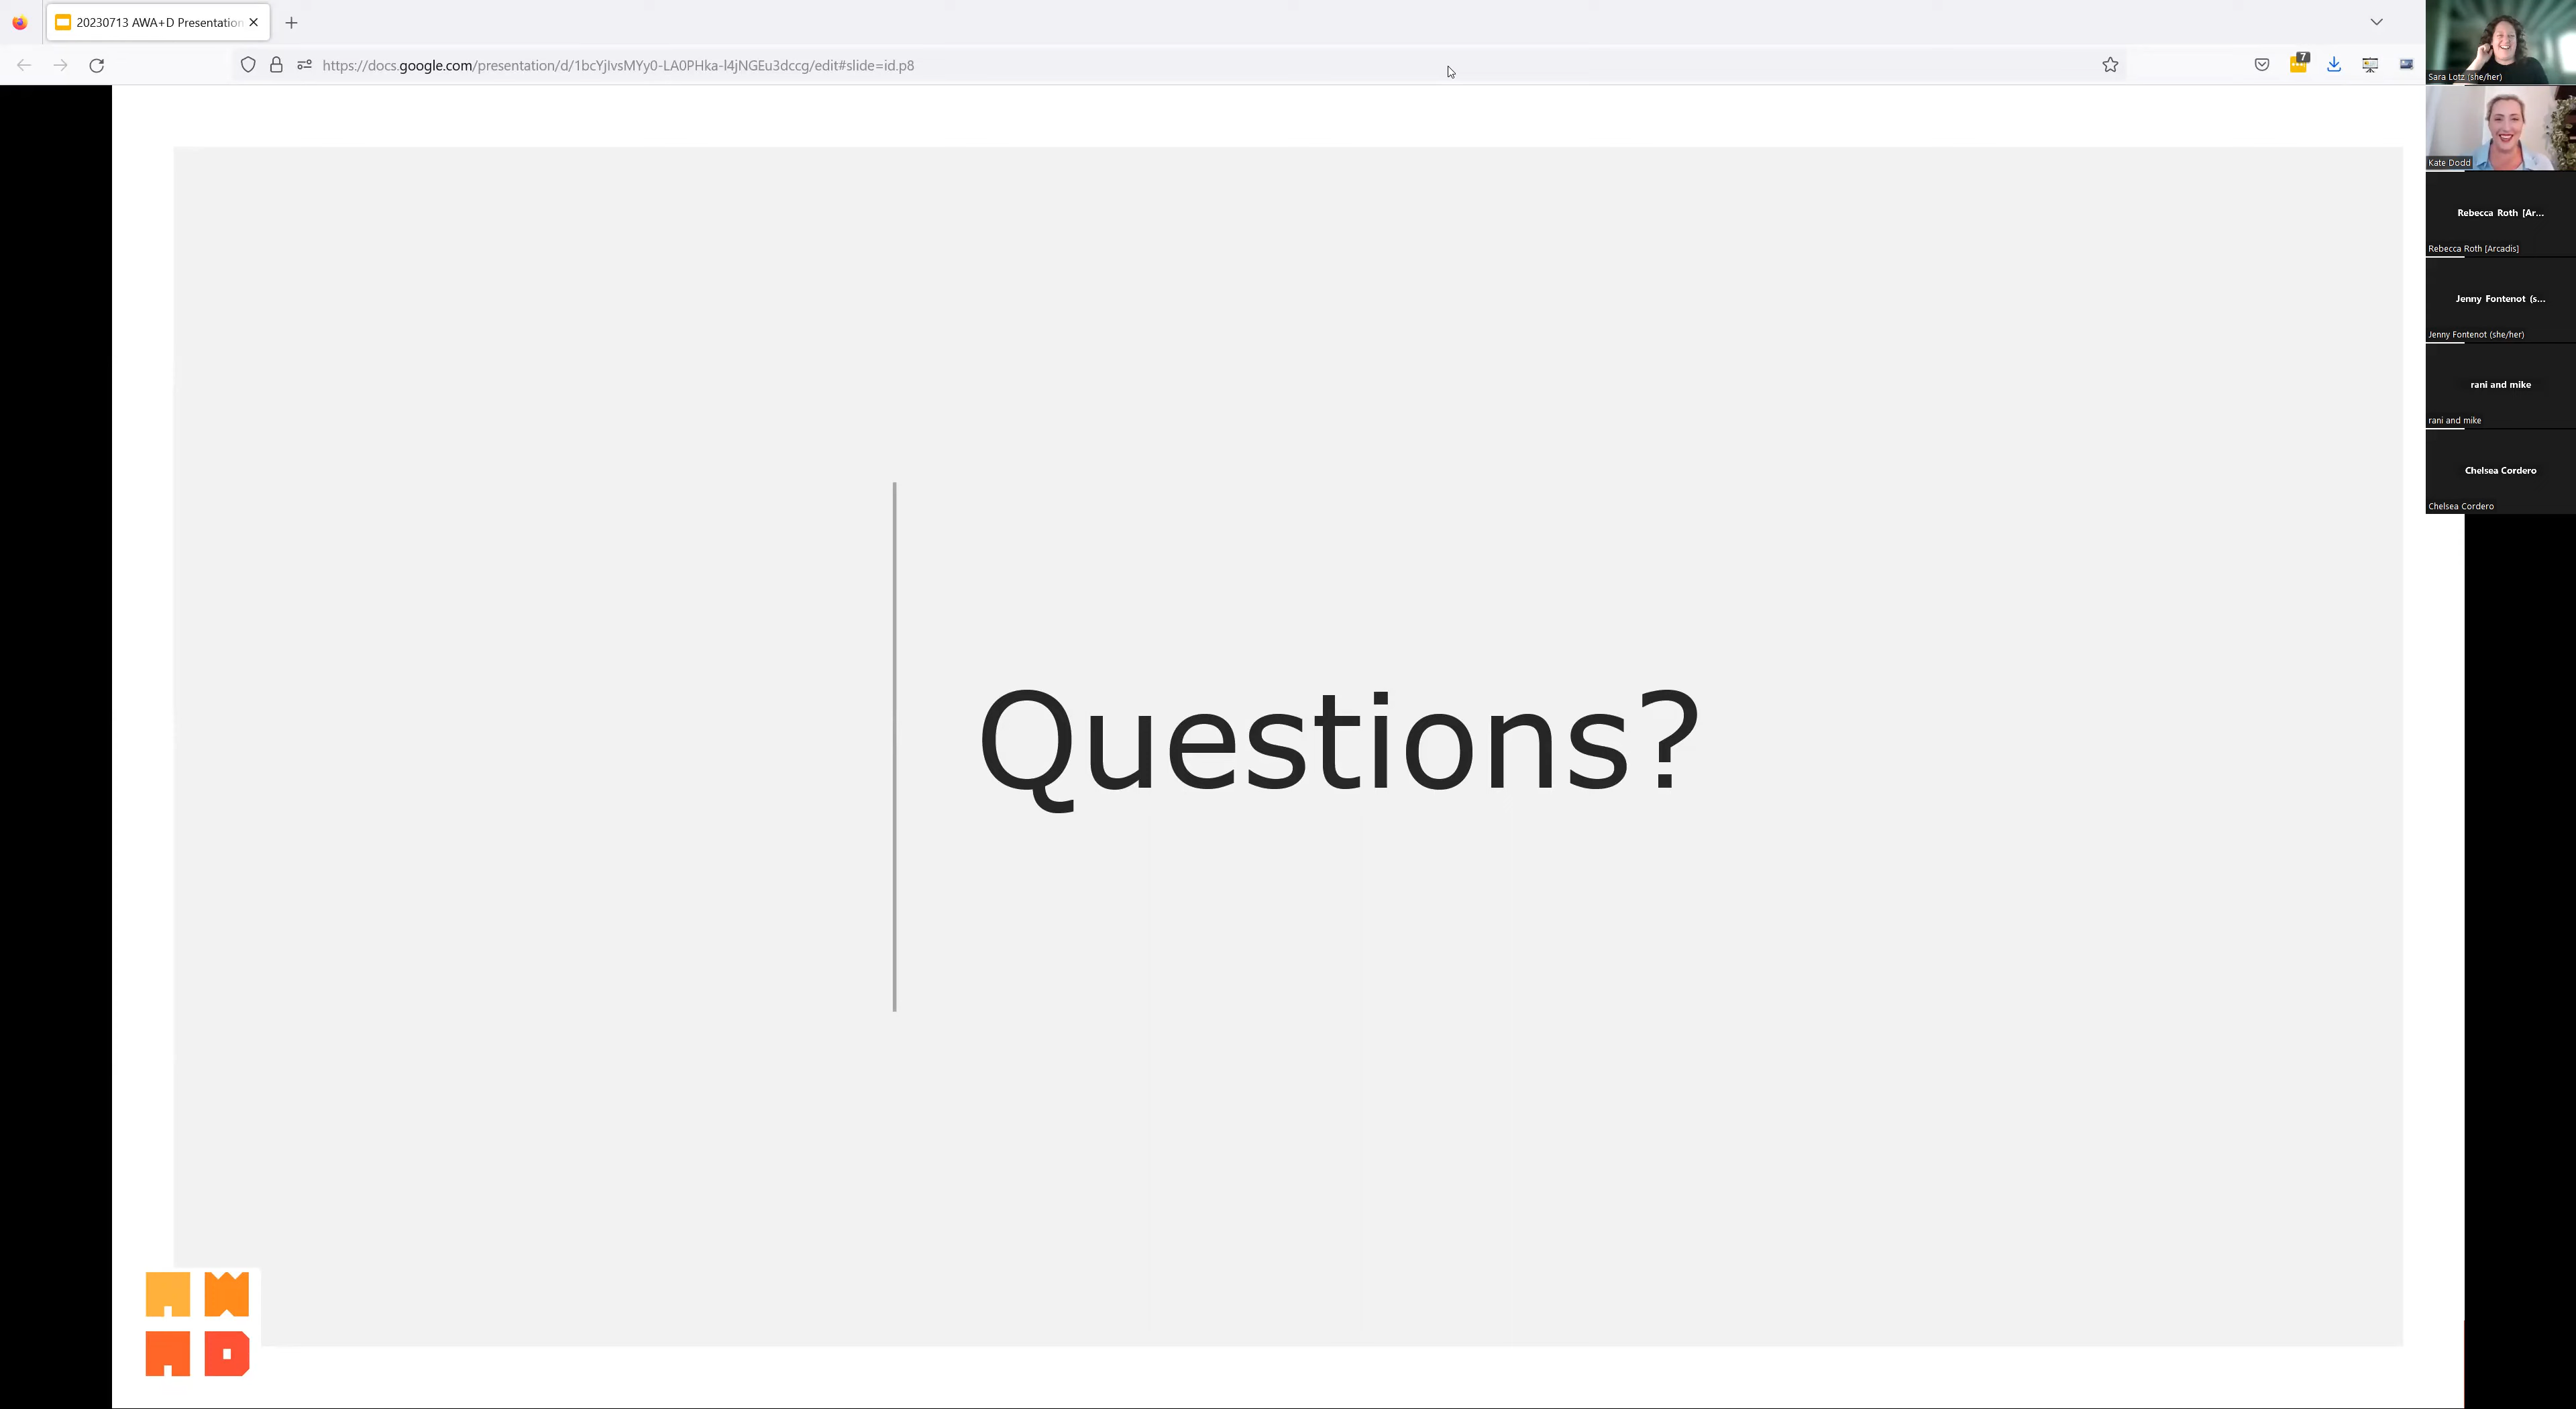 20230713 AWA+D Presentation
https://docs.google.com/presentation/d/1bcYjlvsMYy0-LA0PHka-l4jNGEu3dccg/edit#slide=id.p8
7
Sara Lotz (she/her)
Kate Dodd
Rebecca Roth [Ar...
Rebecca Roth [Arcadis]
Jenny Fontenot (s...
Jenny Fontenot (she/her)
rani and mike
rani and mike
Chelsea Cordero
Chelsea Cordero
Questions?
A W
A D